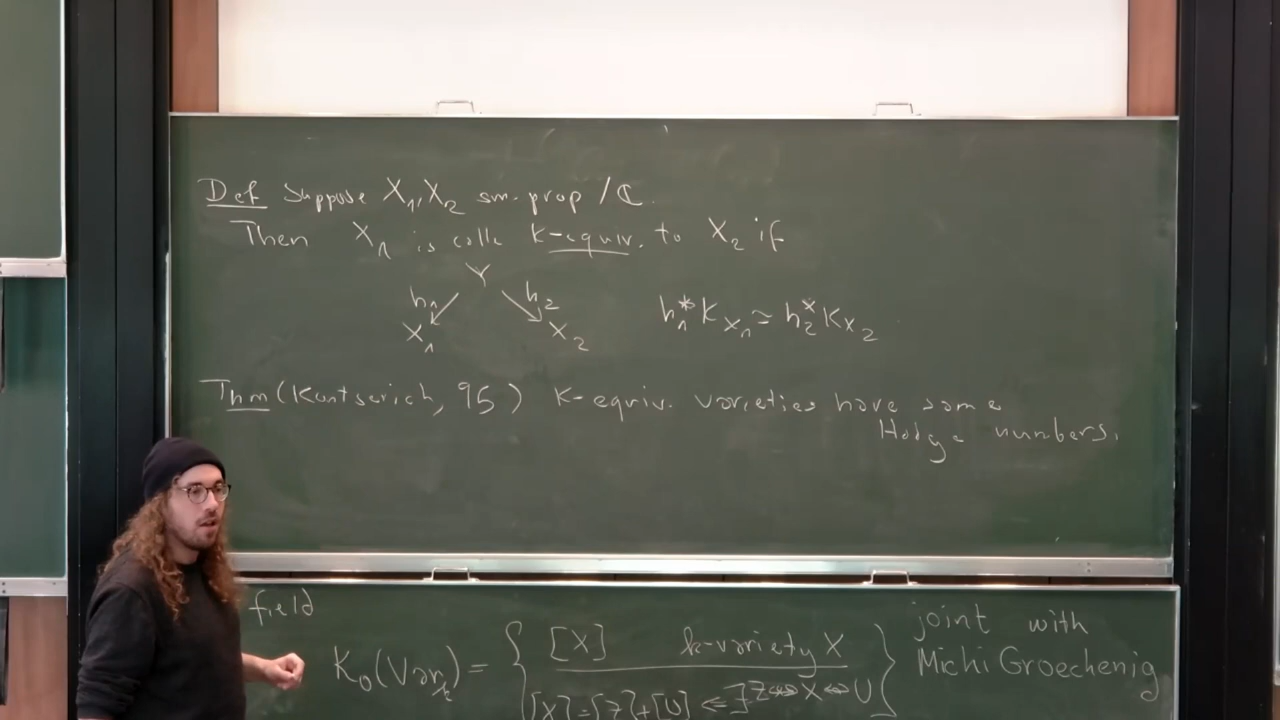 Def Suppose X₁, X₂ sm. prop /ℂ.
Then X₁ is calle K-equiv. to X₂ if
Y
h₁ ↙ ↘ h₂
X₁ X₂
h₁*K_{X₁} ≃ h₂*K_{X₂}
Thm (Kontsevich, 95) K-equiv. varieties have same
Hodge numbers.
field
K₀(Var_k) = { [X] k-variety X
[X]=[Z]+[U] ⇐ ∃ Z ↪ X ↩ U }
joint with
Michi Groechenig